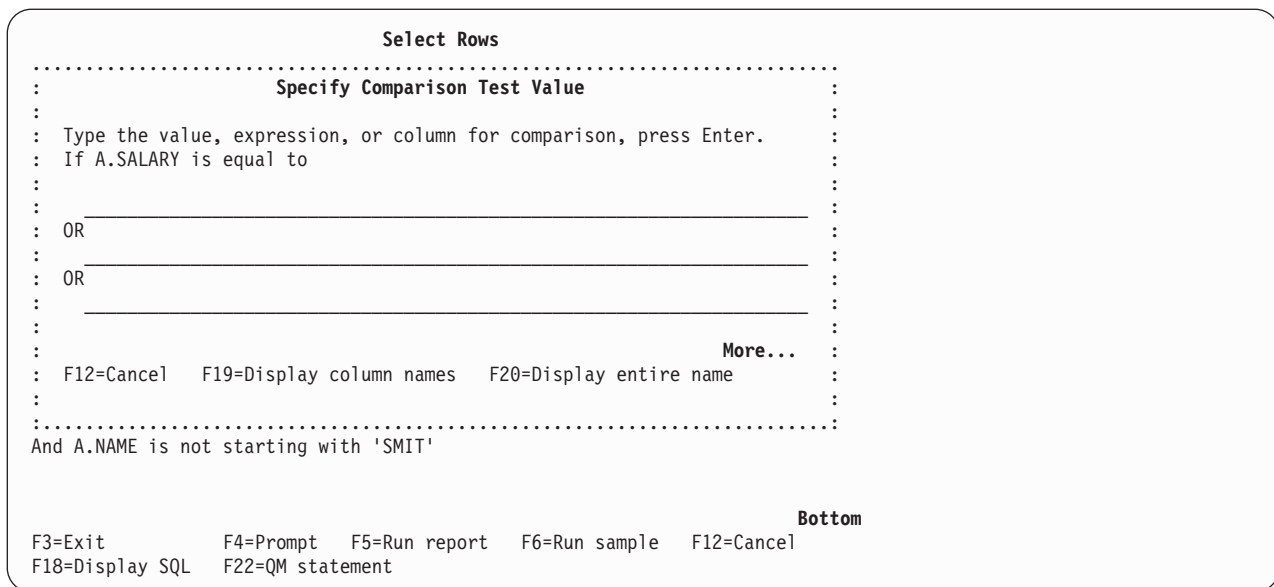 Select Rows
...........................................................................
:                      Specify Comparison Test Value                       :
:                                                                          :
:  Type the value, expression, or column for comparison, press Enter.      :
:  If A.SALARY is equal to                                                 :
:                                                                          :
:    ____________________________________________________________________  :
:  OR                                                                      :
:    ____________________________________________________________________  :
:  OR                                                                      :
:    ____________________________________________________________________  :
:                                                                          :
:                                                                More...   :
:  F12=Cancel   F19=Display column names   F20=Display entire name         :
:                                                                          :
:..........................................................................:
And A.NAME is not starting with 'SMIT'
Bottom
F3=Exit           F4=Prompt   F5=Run report   F6=Run sample   F12=Cancel
F18=Display SQL   F22=QM statement